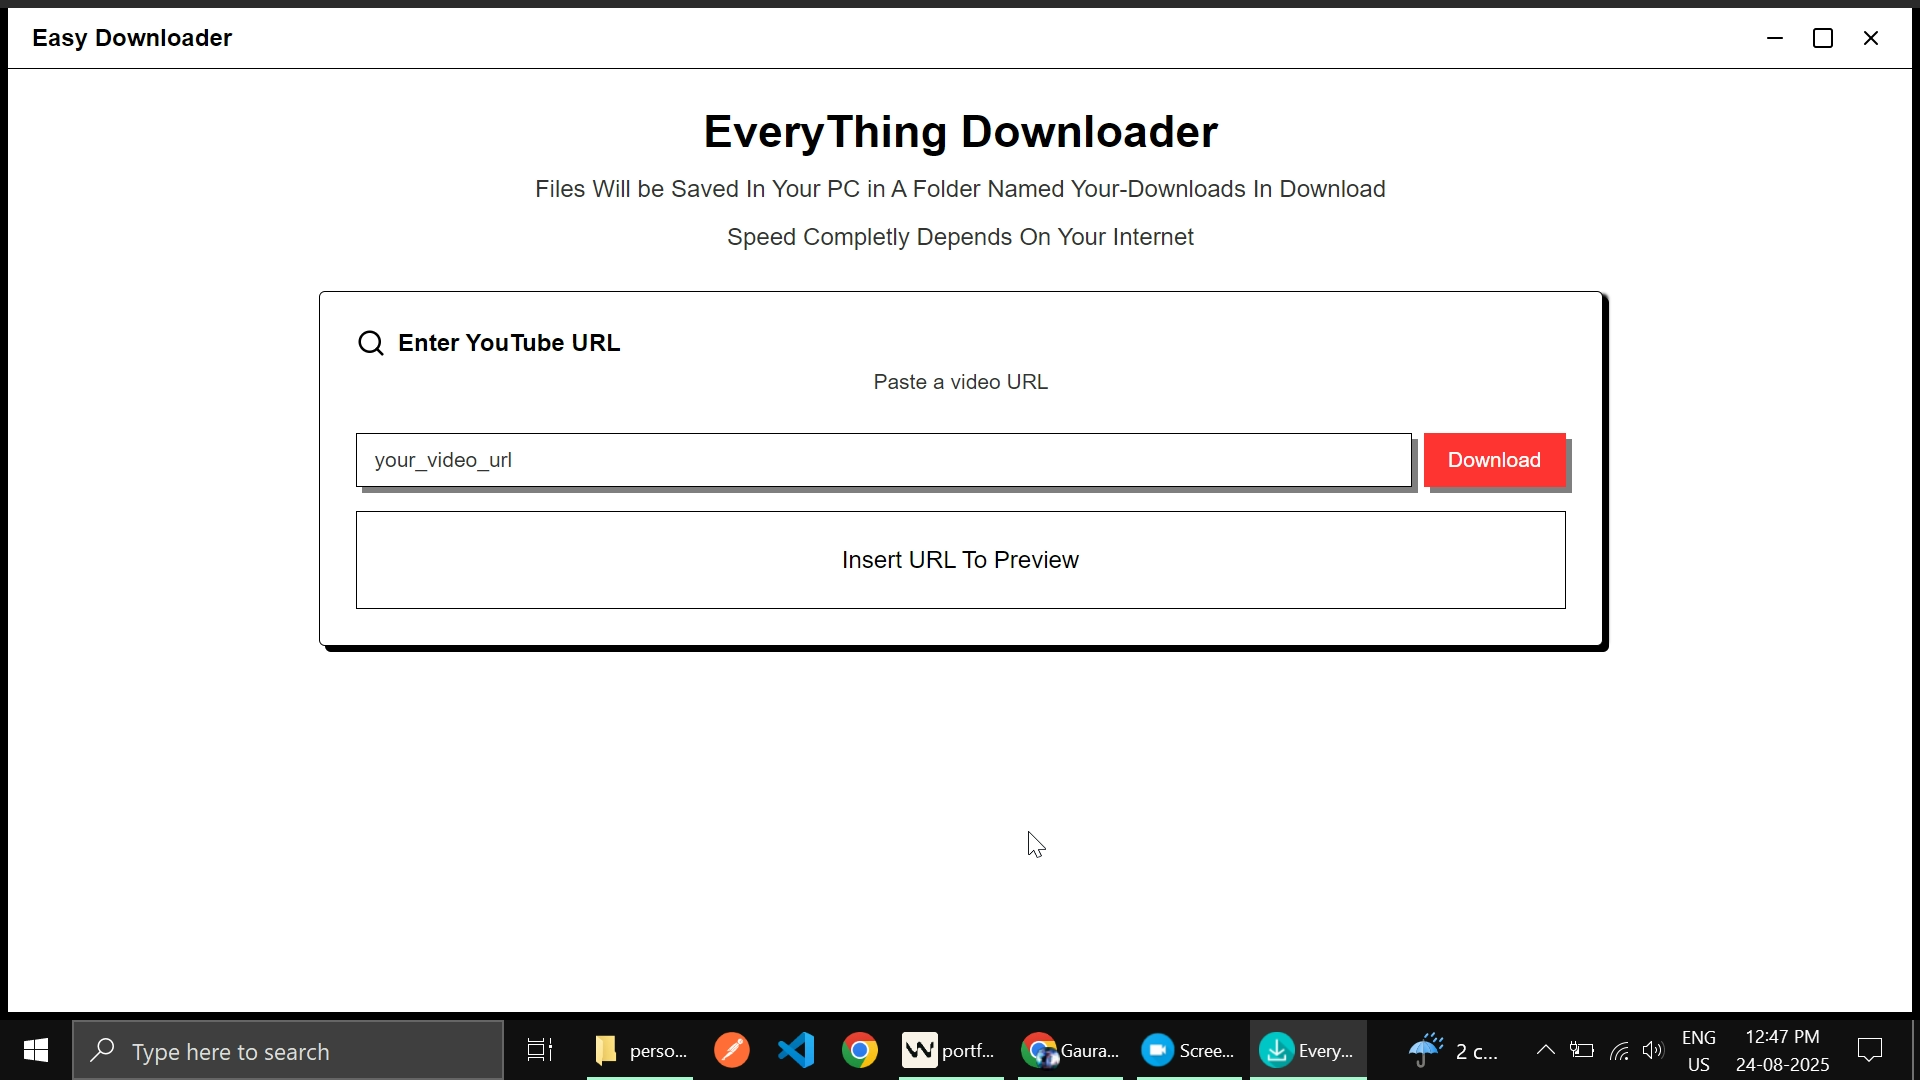 Easy Downloader
EveryThing Downloader
Files Will be Saved In Your PC in A Folder Named Your-Downloads In Download
Speed Completly Depends On Your Internet
Enter YouTube URL
Paste a video URL
your_video_url
Download
Insert URL To Preview
Type here to search
perso...
portf...
Gaura...
Scree...
Every...
2 c...
ENG
US
12:47 PM
24-08-2025